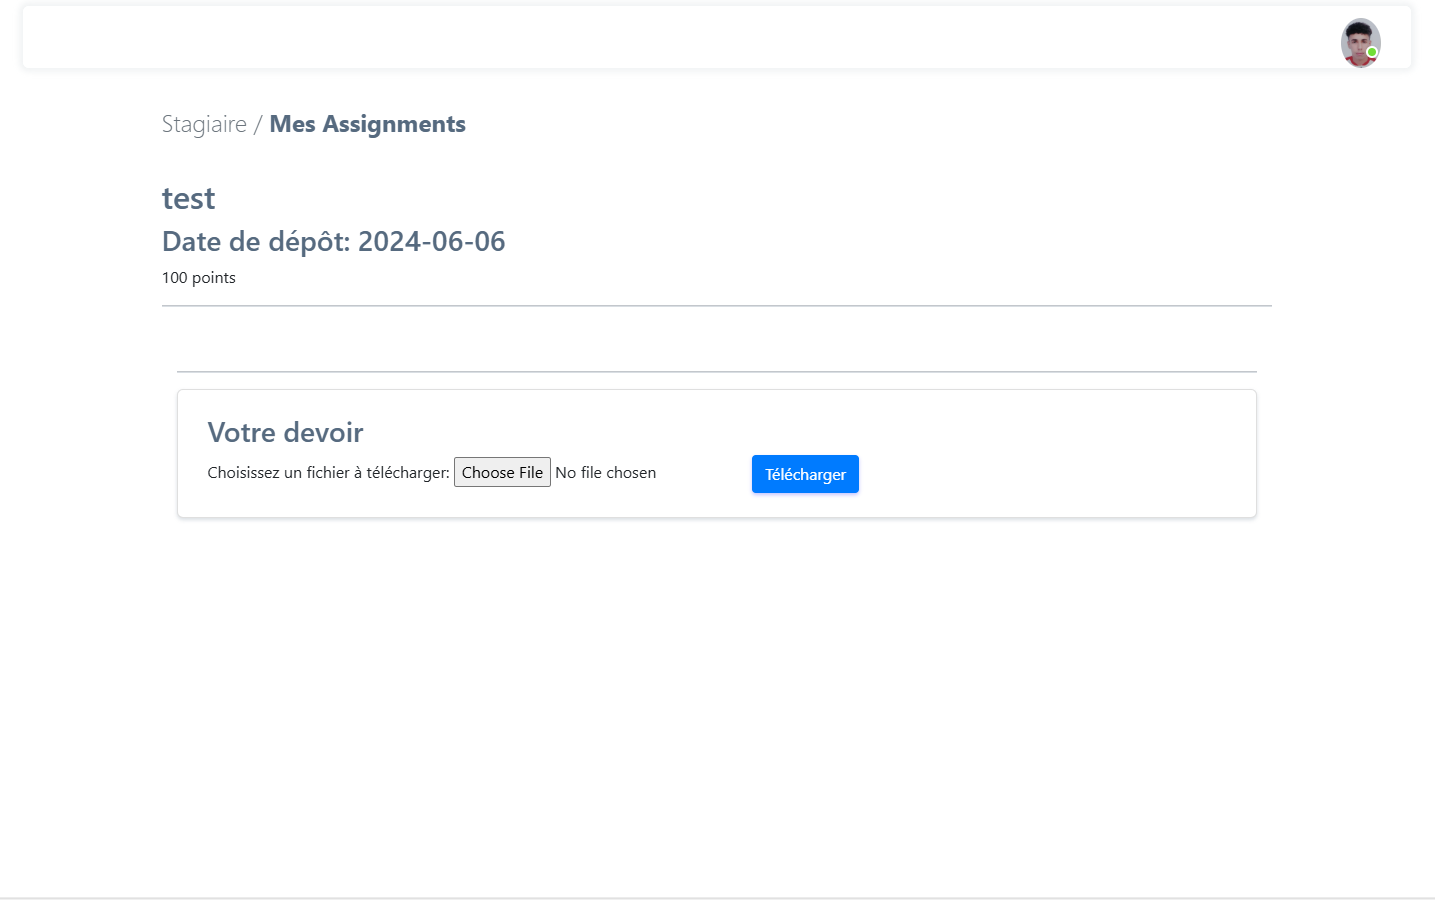 Stagiaire / Mes Assignments
test
Date de dépôt: 2024-06-06
100 points
Votre devoir
Choisissez un fichier à télécharger: Choose File No file chosen Télécharger